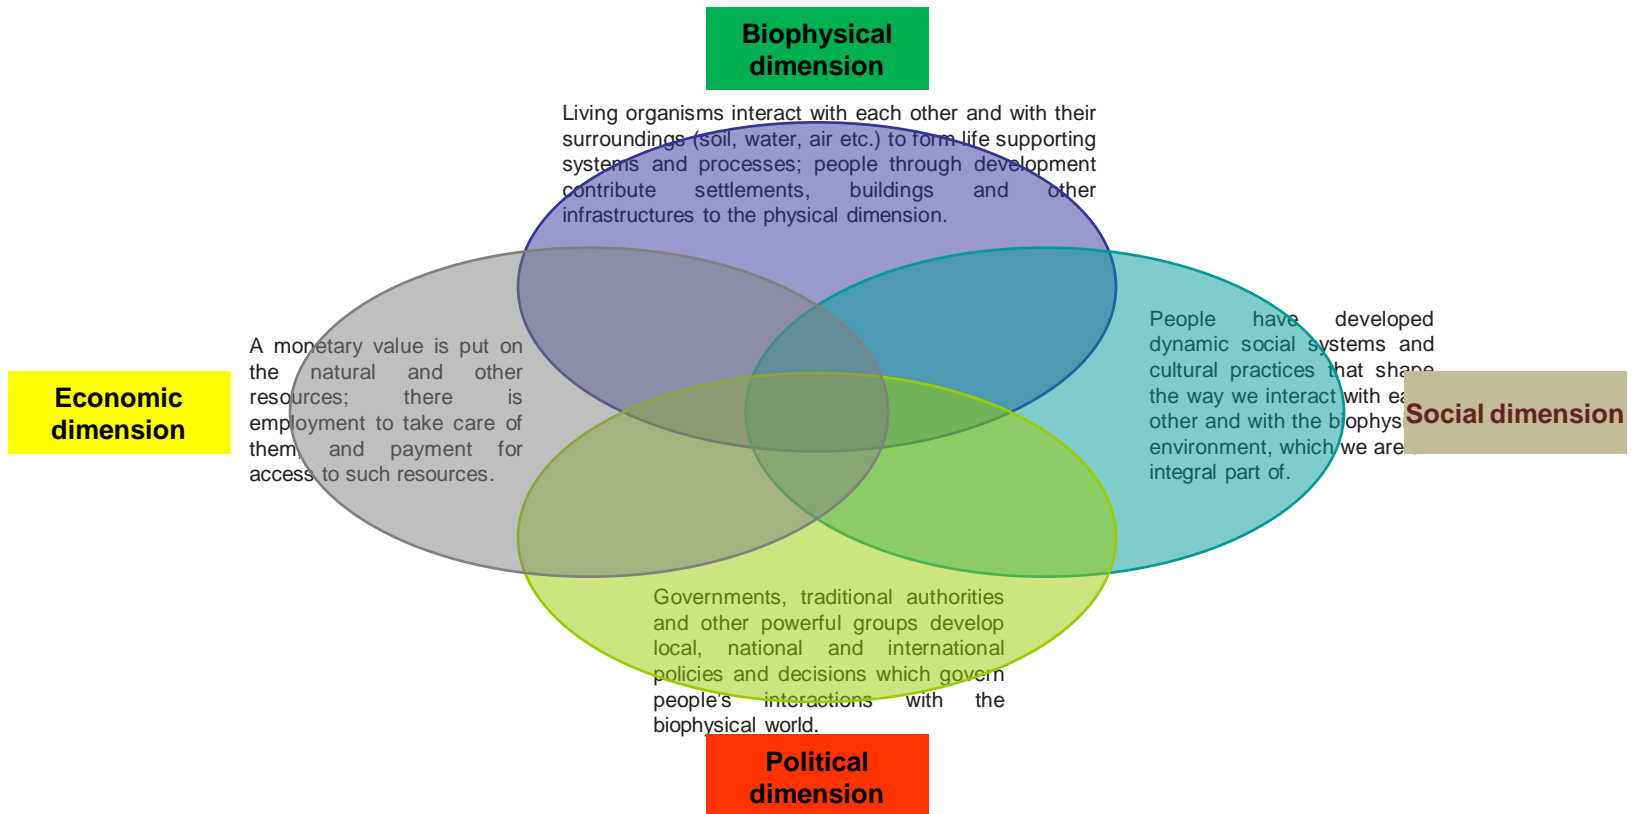 Biophysical
dimension
Living organisms interact with each other and with their
surroundings (soil, water, air etc.) to form life supporting
systems and processes; people through development
contribute settlements, buildings and other
infrastructures to the physical dimension.
A monetary value is put on
the natural and other
resources; there is
employment to take care of
them, and payment for
access to such resources.
Economic
dimension
People have developed
dynamic social systems and
cultural practices that shape
the way we interact with
other and with the
environment, which we are
integral part of.
Social dimension
Governments, traditional authorities
and other powerful groups develop
local, national and international
policies and decisions which govern
people's interactions with the
biophysical world.
Political
dimension